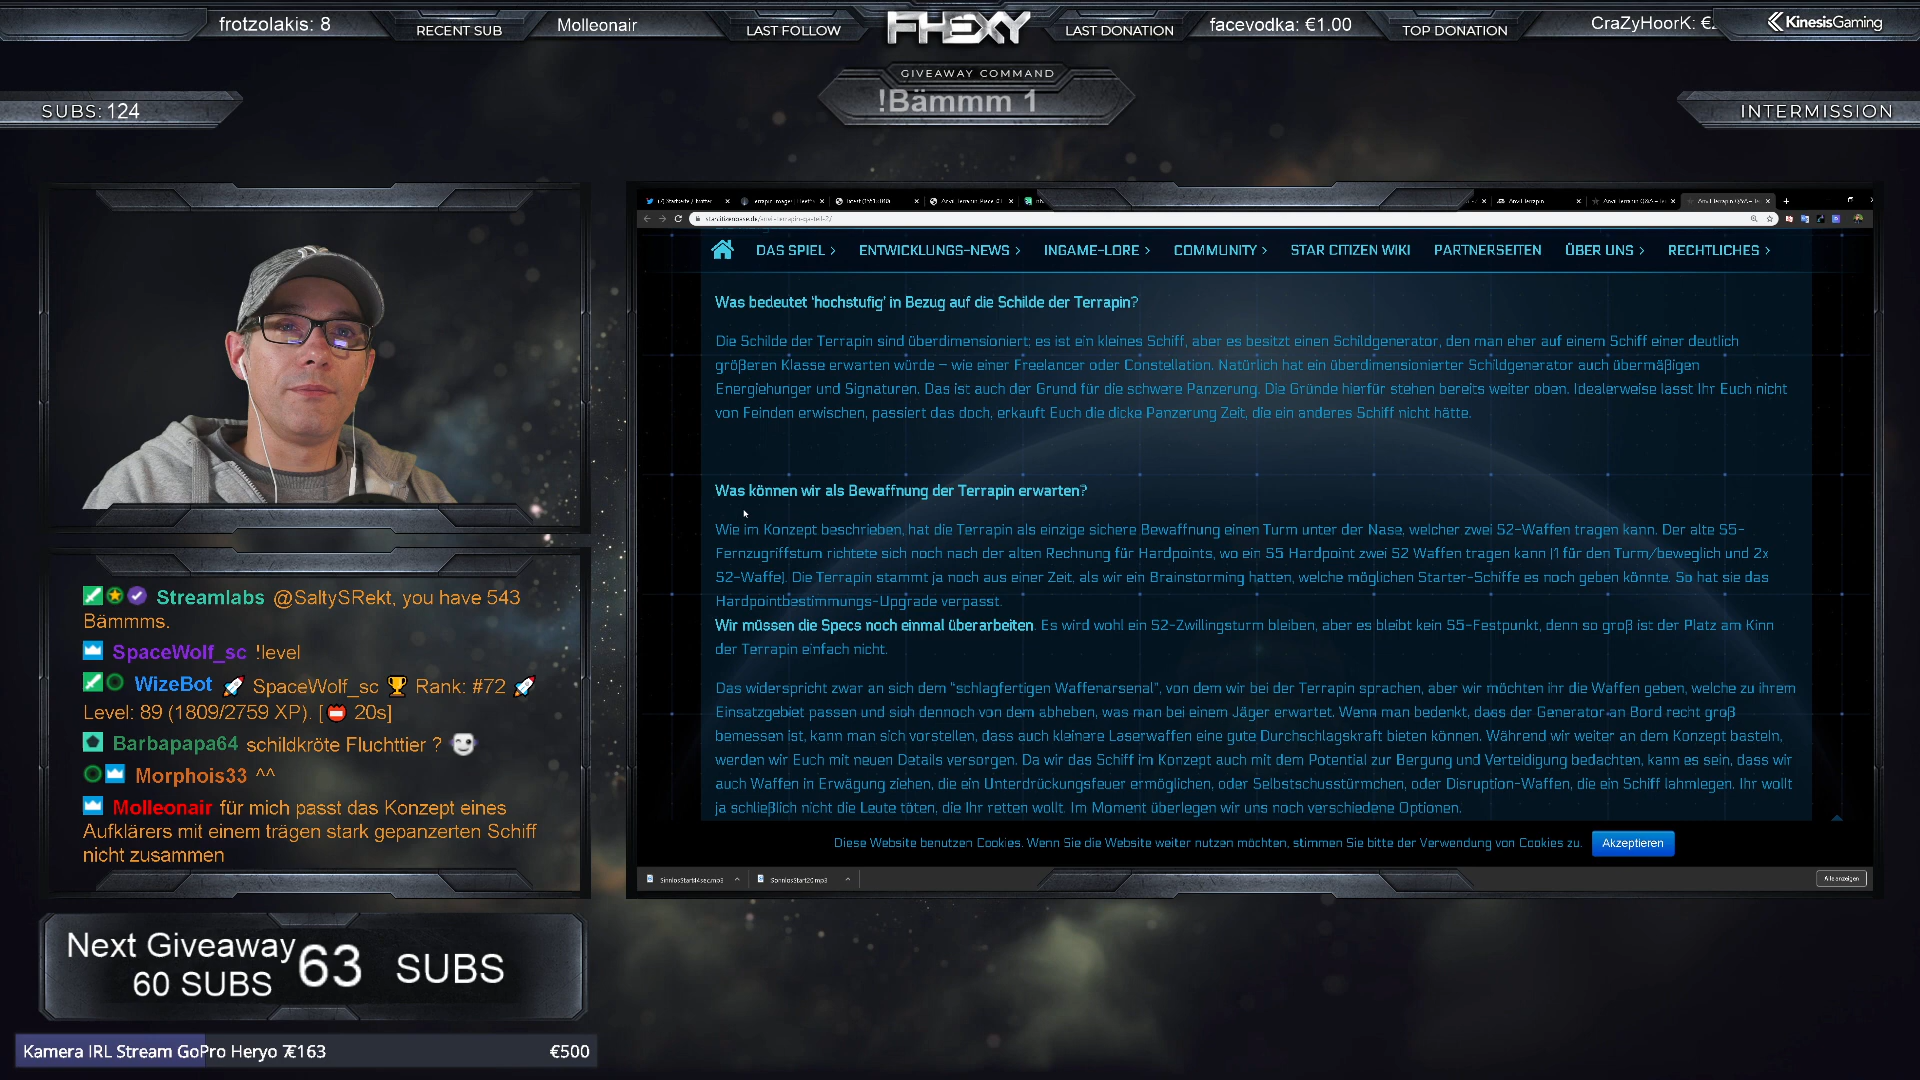 frotzolakis: 8
RECENT SUB
Molleonair
LAST FOLLOW
FHEXY
LAST DONATION
facevodka: €1.00
TOP DONATION
CraZyHoorK:
KinesisGaming
GIVEAWAY COMMAND
!Bämmm 1
SUBS: 124
INTERMISSION
DAS SPIEL >
ENTWICKLUNGS-NEWS >
INGAME-LORE >
COMMUNITY >
STAR CITIZEN WIKI
PARTNERSEITEN
ÜBER UNS >
RECHTLICHES >
Was bedeutet 'hochstufig' in Bezug auf die Schilde der Terrapin?
Die Schilde der Terrapin sind überdimensioniert; es ist ein kleines Schiff, aber es besitzt einen Schildgenerator, den man eher auf einem Schiff einer deutlich
größeren Klasse erwarten würde – wie einer Freelancer oder Constellation. Natürlich hat ein überdimensionierter Schildgenerator auch übermäßigen
Energiehunger und Signaturen. Das ist auch der Grund für die schwere Panzerung. Die Gründe hierfür stehen bereits weiter oben. Idealerweise lasst Ihr Euch nicht
von Feinden erwischen, passiert das doch, erkauft Euch die dicke Panzerung Zeit, die ein anderes Schiff nicht hätte.
Was können wir als Bewaffnung der Terrapin erwarten?
Wie im Konzept beschrieben, hat die Terrapin als einzige sichere Bewaffnung einen Turm unter der Nase, welcher zwei S2-Waffen tragen kann. Der alte S5-
Fernzugriffstum richtete sich noch nach der alten Rechnung für Hardpoints, wo ein S5 Hardpoint zwei S2 Waffen tragen kann (1 für den Turm/beweglich und 2x
S2-Waffe). Die Terrapin stammt ja noch aus einer Zeit, als wir ein Brainstorming hatten, welche möglichen Starter-Schiffe es noch geben könnte. So hat sie das
Hardpointbestimmungs-Upgrade verpasst.
Wir müssen die Specs noch einmal überarbeiten. Es wird wohl ein S2-Zwillingsturm bleiben, aber es bleibt kein S5-Festpunkt, denn so groß ist der Platz am Kinn
der Terrapin einfach nicht.
Das widerspricht zwar an sich dem "schlagfertigen Waffenarsenal", von dem wir bei der Terrapin sprachen, aber wir möchten ihr die Waffen geben, welche zu ihrem
Einsatzgebiet passen und sich dennoch von dem abheben, was man bei einem Jäger erwartet. Wenn man bedenkt, dass der Generator an Bord recht groß
bemessen ist, kann man sich vorstellen, dass auch kleinere Laserwaffen eine gute Durchschlagskraft bieten können. Während wir weiter an dem Konzept basteln,
werden wir Euch mit neuen Details versorgen. Da wir das Schiff im Konzept auch mit dem Potential zur Bergung und Verteidigung bedachten, kann es sein, dass wir
auch Waffen in Erwägung ziehen, die ein Unterdrückungsfeuer ermöglichen, oder Selbstschusstürmchen, oder Disruption-Waffen, die ein Schiff lahmlegen. Ihr wollt
ja schließlich nicht die Leute töten, die Ihr retten wollt. Im Moment überlegen wir uns noch verschiedene Optionen.
Diese Website benutzen Cookies. Wenn Sie die Website weiter nutzen möchten, stimmen Sie bitte der Verwendung von Cookies zu.
Akzeptieren
SinnlosStart14sec.mp3
SonnlosStart20.mp3
Alle anzeigen
Streamlabs @SaltySRekt, you have 543
Bämmms.
SpaceWolf_sc !level
WizeBot 🚀 SpaceWolf_sc 🏆 Rank: #72 🚀
Level: 89 (1809/2759 XP). [📛 20s]
Barbapapa64 schildkröte Fluchttier ?
Morphois33 ^^
Molleonair für mich passt das Konzept eines
Aufklärers mit einem trägen stark gepanzerten Schiff
nicht zusammen
Next Giveaway
60 SUBS
63 SUBS
Kamera IRL Stream GoPro Heryo 7
€163
€500